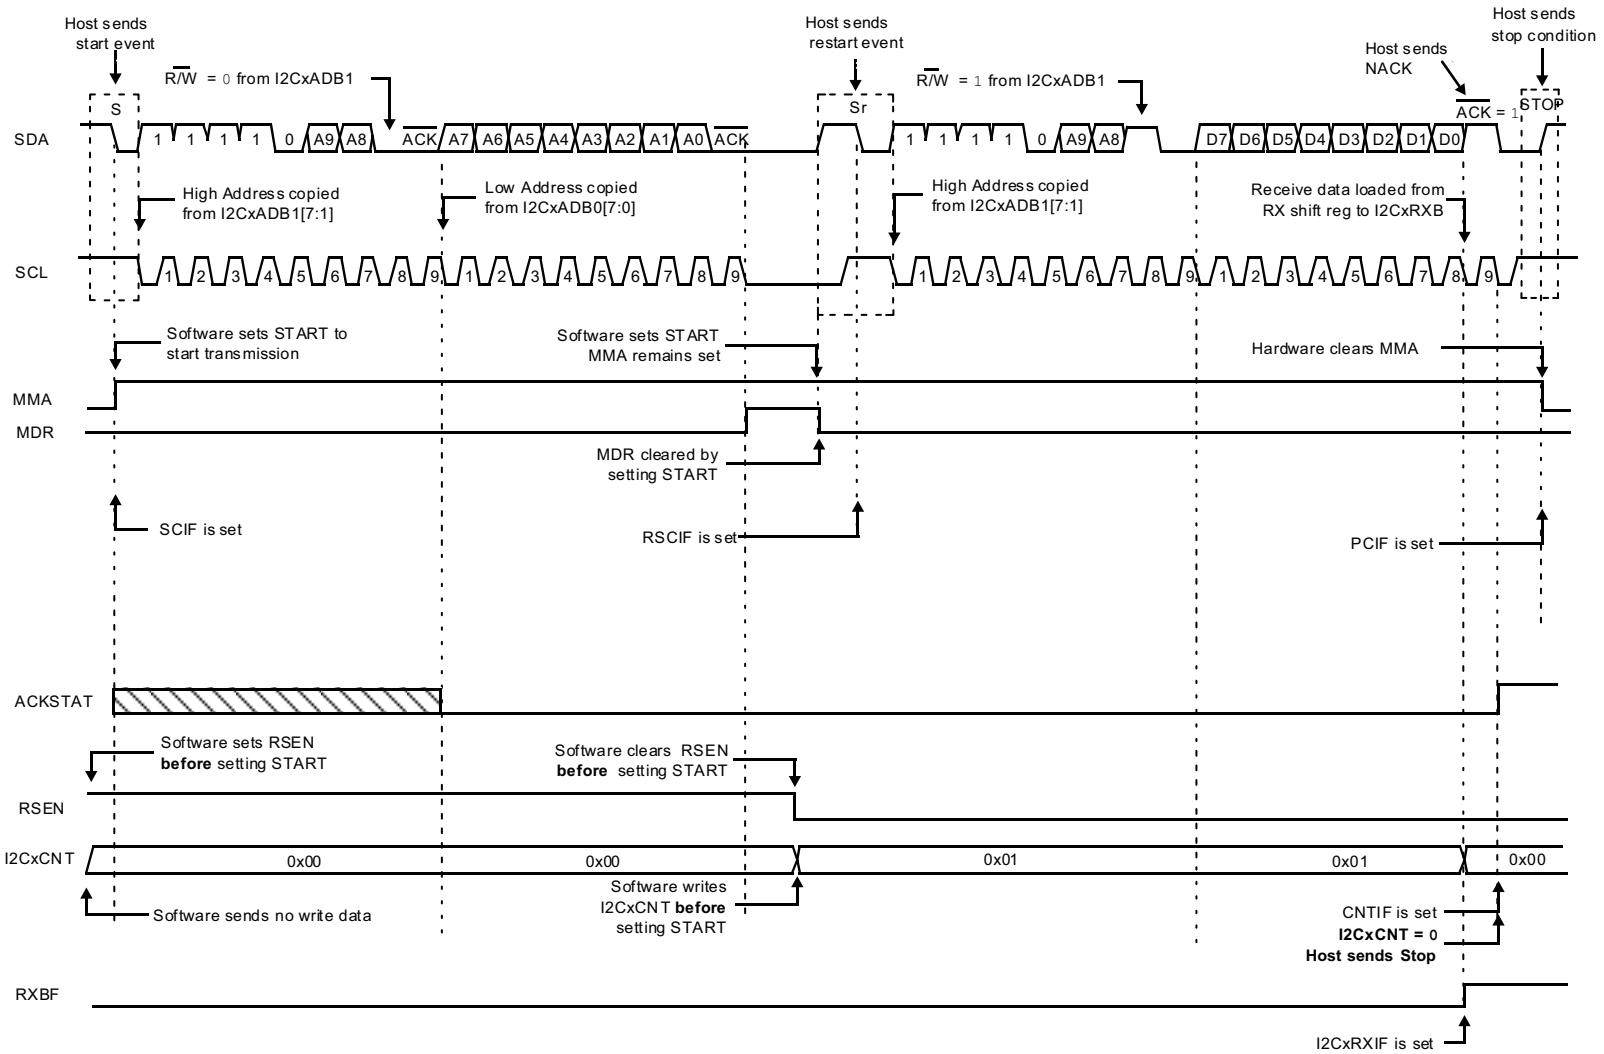 Host sends
start event
Host sends
restart event
Host sends
stop condition
Host sends
NACK
R/W = 0 from I2CxADB1
R/W = 1 from I2CxADB1
S
Sr
ACK = 1
STOP
SDA
1 1 1 1 0 A9 A8 ACK A7 A6 A5 A4 A3 A2 A1 A0 ACK
1 1 1 1 0 A9 A8 D7 D6 D5 D4 D3 D2 D1 D0
High Address copied
from I2CxADB1[7:1]
Low Address copied
from I2CxADB0[7:0]
High Address copied
from I2CxADB1[7:1]
Receive data loaded from
RX shift reg to I2CxRXB
SCL
1 2 3 4 5 6 7 8 9 1 2 3 4 5 6 7 8 9
1 2 3 4 5 6 7 8 9 1 2 3 4 5 6 7 8 9
Software sets START to
start transmission
Software sets START
MMA remains set
Hardware clears MMA
MMA
MDR
MDR cleared by
setting START
SCIF is set
RSCIF is set
PCIF is set
ACKSTAT
Software sets RSEN
before setting START
Software clears RSEN
before setting START
RSEN
I2CxCNT
0x00 0x00 0x01 0x01 0x00
Software sends no write data
Software writes
I2CxCNT before
setting START
CNTIF is set
I2CxCNT = 0
Host sends Stop
RXBF
I2CxRXIF is set